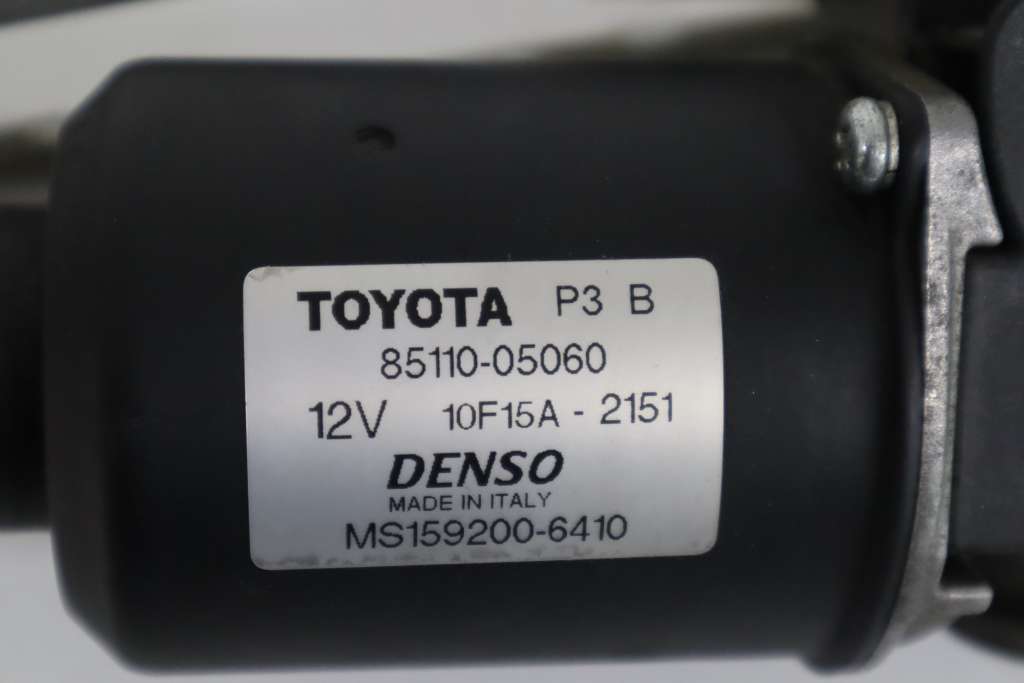 TOYOTA P3 B
85110-05060
12V 10F15A - 2151
DENSO
MADE IN ITALY
MS159200-6410